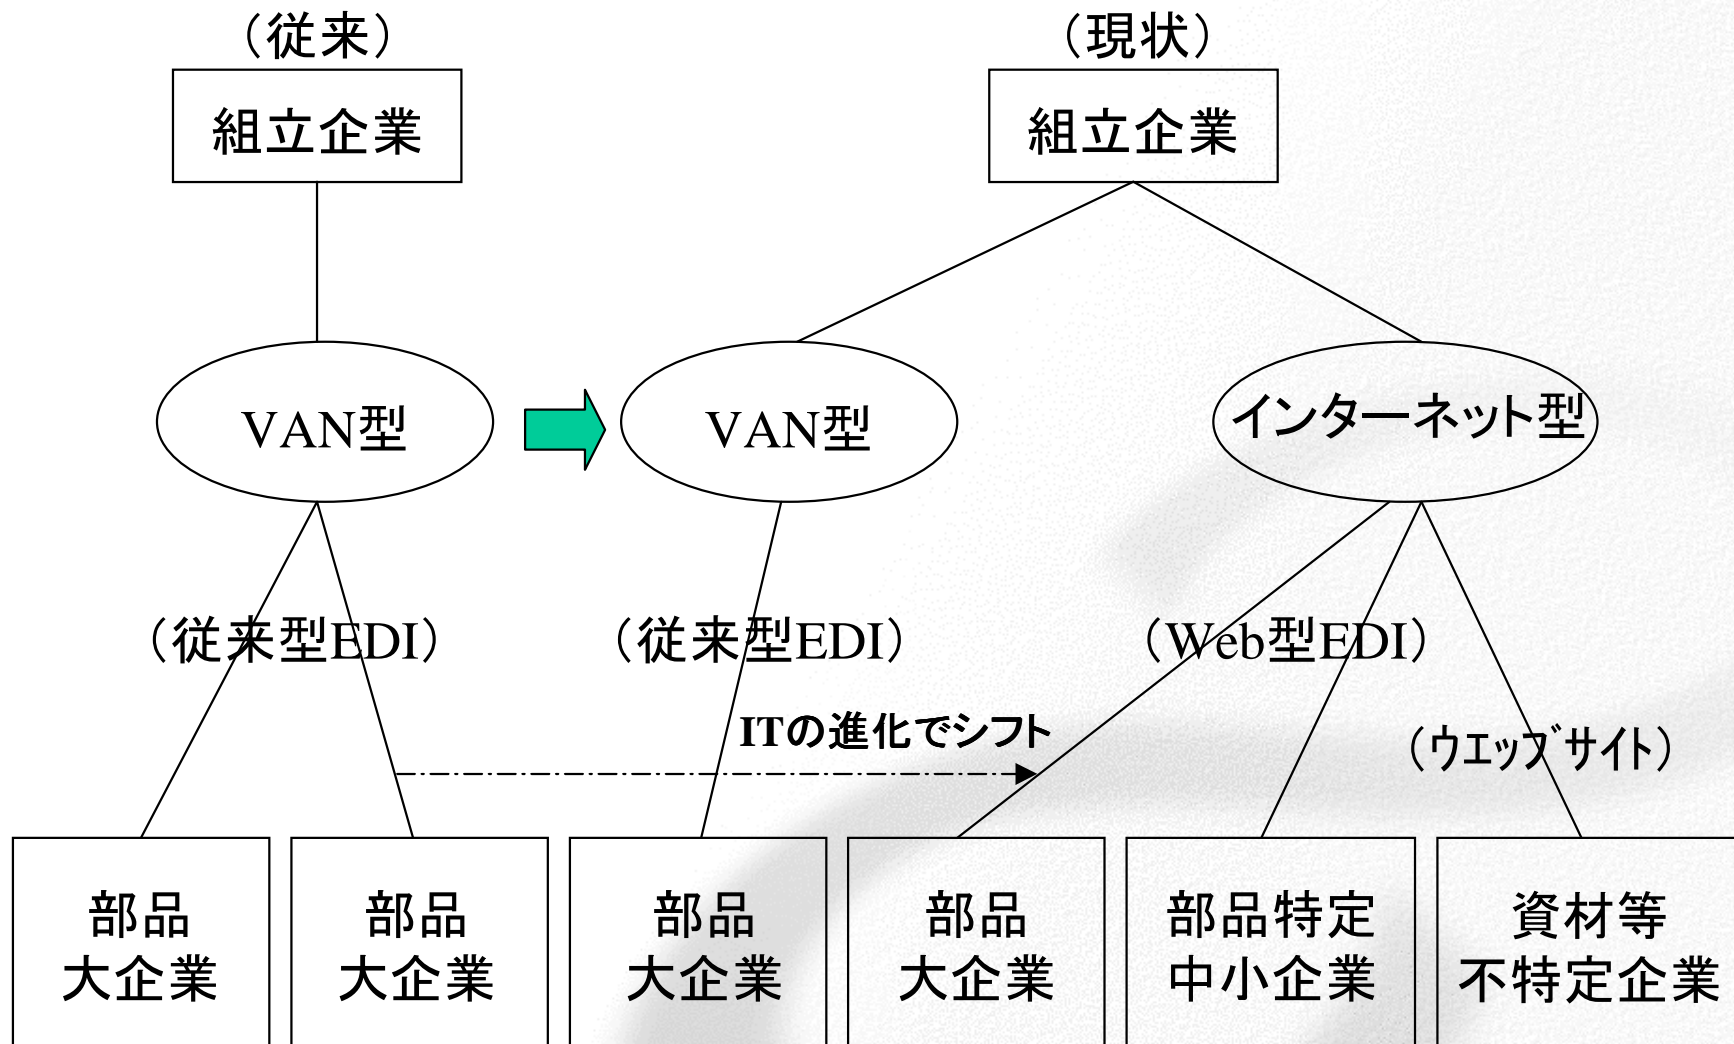 （従来）
（現状）
組立企業
組立企業
VAN型
VAN型
インターネット型
（従来型EDI）
（従来型EDI）
（Web型EDI）
ITの進化でシフト
（ウエッブサイト）
部品
大企業
部品
大企業
部品
大企業
部品
大企業
部品特定
中小企業
資材等
不特定企業